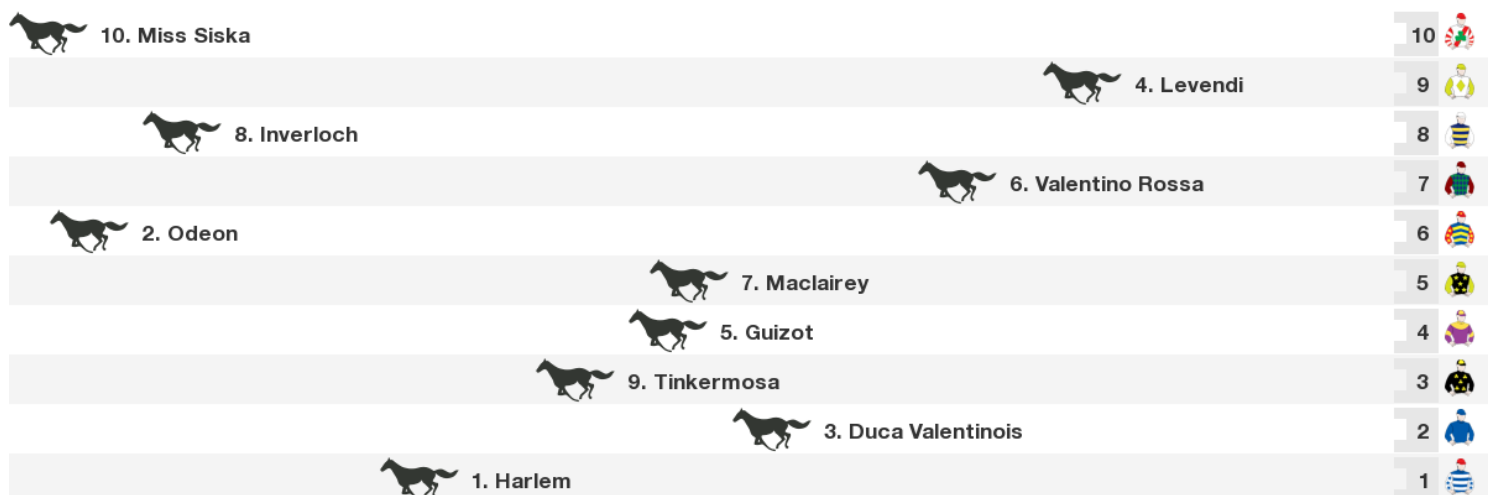 10. Miss Siska 10
4. Levendi 9
8. Inverloch 8
6. Valentino Rossa 7
2. Odeon 6
7. Maclairey 5
5. Guizot 4
9. Tinkermosa 3
3. Duca Valentinois 2
1. Harlem 1